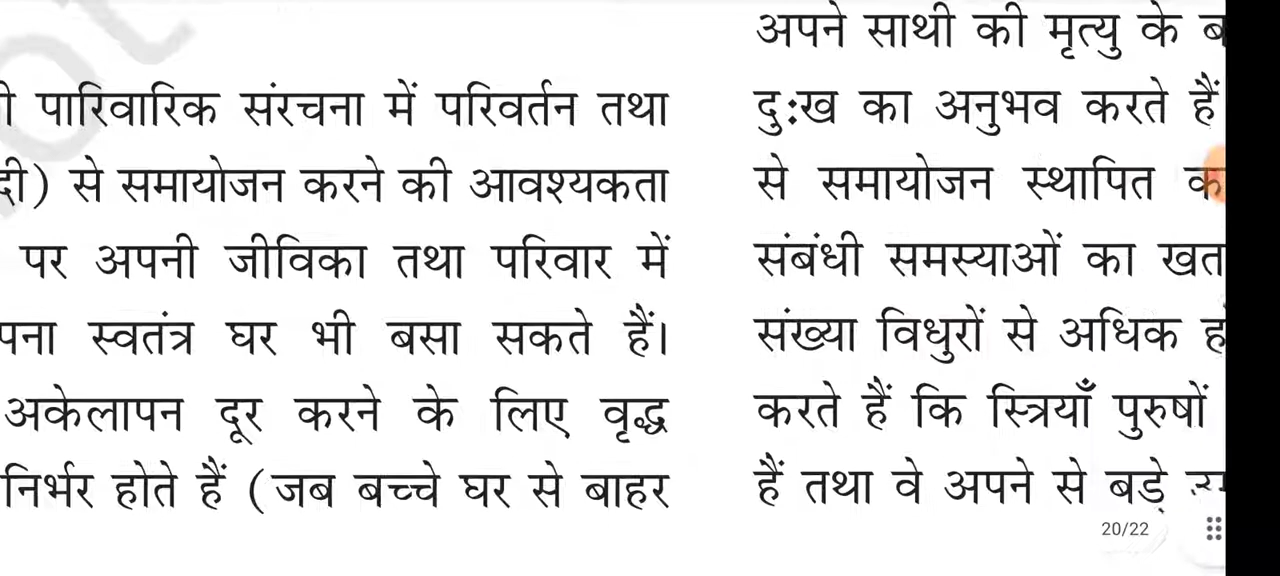 पारिवारिक संरचना में परिवर्तन तथा
से समायोजन करने की आवश्यकता
पर अपनी जीविका तथा परिवार में
स्वतंत्र घर भी बसा सकते हैं।
अकेलापन दूर करने के लिए वृद्ध
निर्भर होते हैं (जब बच्चे घर से बाहर
अपने साथी की मृत्यु के
दुःख का अनुभव करते हैं
से समायोजन स्थापित
संबंधी समस्याओं का
संख्या विधुरों से अधिक
करते हैं कि स्त्रियाँ पुरुषों
हैं तथा वे अपने से बड़े
20/22